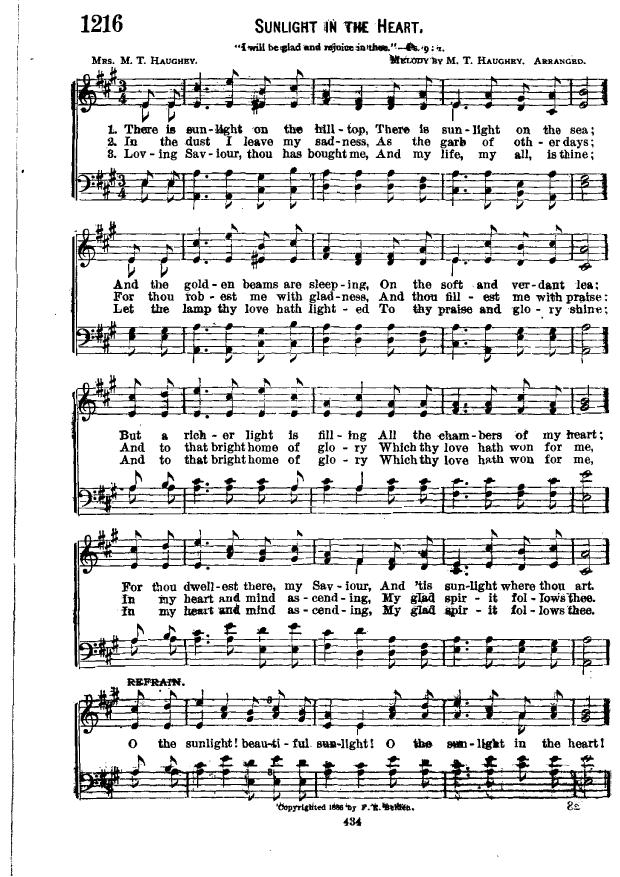 1216
SUNLIGHT IN THE HEART.
"I will be glad and rejoice in thee."—Ps. 9: 2.
MRS. M. T. HAUGHEY.
MELODY BY M. T. HAUGHEY. ARRANGED.
1. There is sun-light on the hill-top, There is sun-light on the sea;
2. In the dust I leave my sad-ness, As the garb of oth-er days;
3. Lov-ing Sav-iour, thou has bought me, And my life, my all, is thine;
And the gold-en beams are sleep-ing, On the soft and ver-dant lea;
For thou rob-est me with glad-ness, And thou fill-est me with praise:
Let the lamp thy love hath light-ed To thy praise and glo-ry shine;
But a rich-er light is fill-ing All the cham-bers of my heart;
And to that bright home of glo-ry Which thy love hath won for me,
And to that bright home of glo-ry Which thy love hath won for me,
For thou dwell-est there, my Sav-iour, And 'tis sun-light where thou art.
In my heart and mind as-cend-ing, My glad spir-it fol-lows thee.
In my heart and mind as-cend-ing, My glad spir-it fol-lows thee.
REFRAIN.
O the sunlight! beau-ti-ful sun-light! O the sun-light in the heart!
Copyrighted 1886 by F. E. Belden.
434